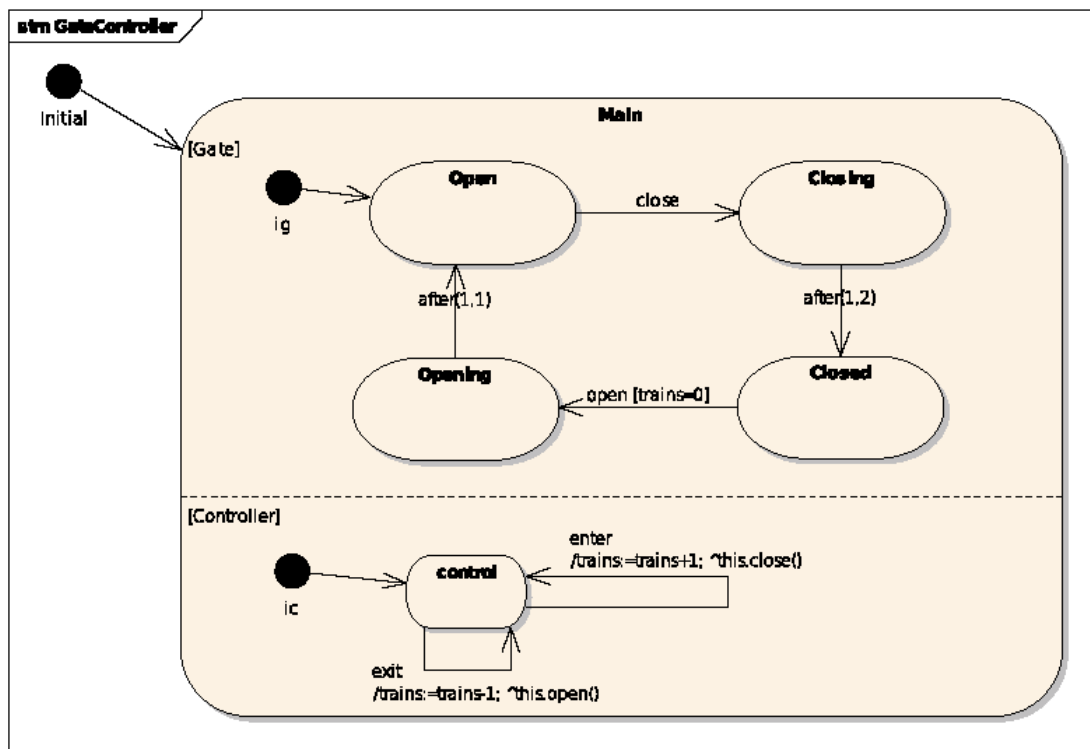 stm GateController
Initial
Main
[Gate]
ig
Open
close
Closing
after(1,1)
after(1,2)
Opening
open [trains=0]
Closed
[Controller]
ic
control
enter
/trains:=trains+1; ^this.close()
exit
/trains:=trains-1; ^this.open()